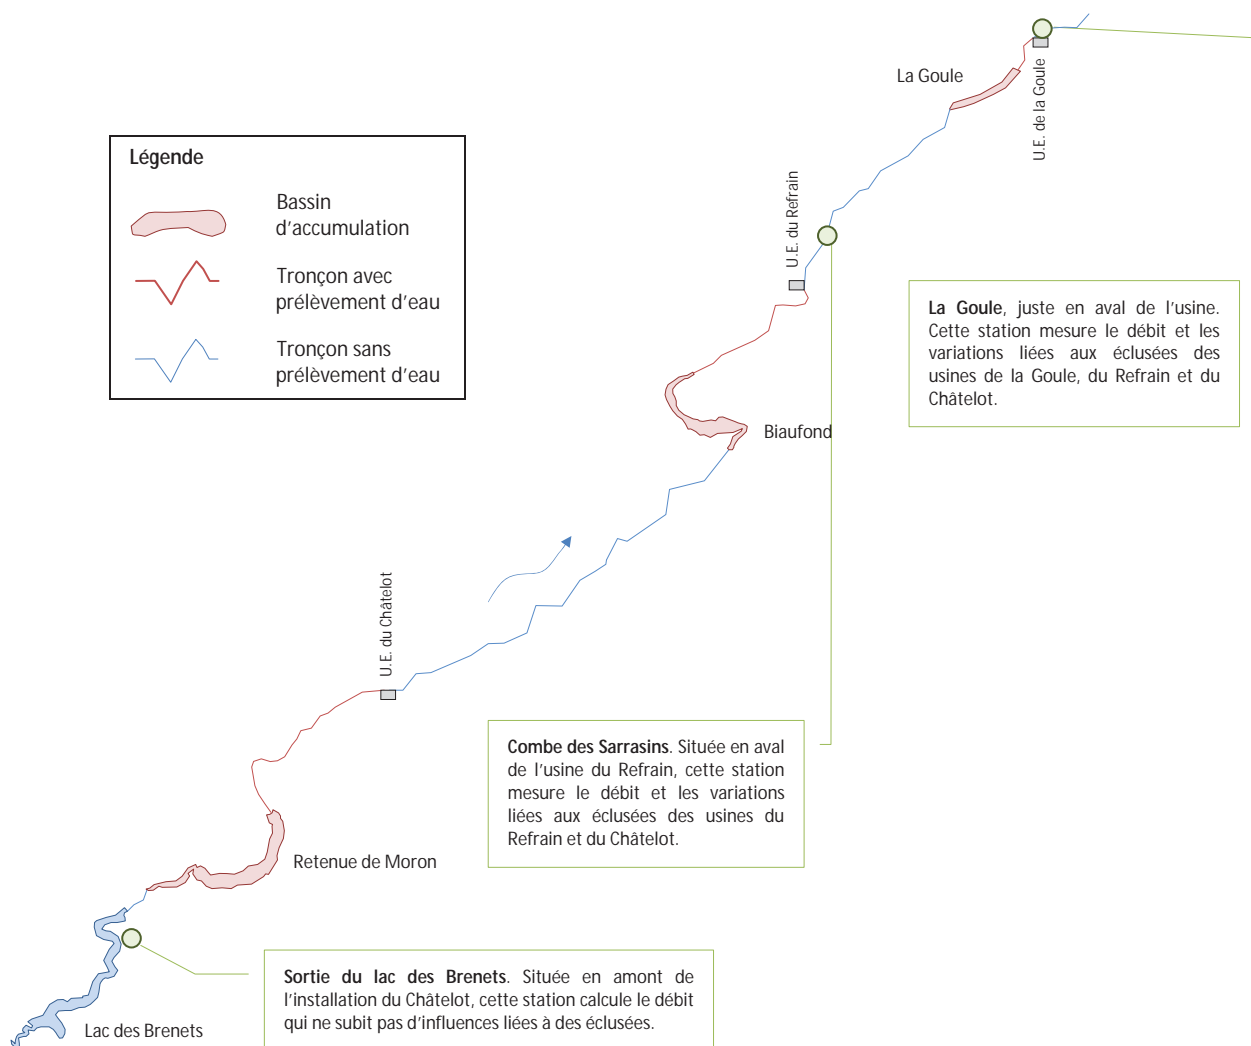 La Goule
U.E. de la Goule
Légende
Bassin
d'accumulation
Tronçon avec
prélèvement d'eau
Tronçon sans
prélèvement d'eau
U.E. du Refrain
La Goule, juste en aval de l'usine.
Cette station mesure le débit et les
variations liées aux éclusées des
usines de la Goule, du Refrain et du
Châtelot.
Biaufond
U.E. du Châtelot
Combe des Sarrasins. Située en aval
de l'usine du Refrain, cette station
mesure le débit et les variations
liées aux éclusées des usines du
Refrain et du Châtelot.
Retenue de Moron
Sortie du lac des Brenets. Située en amont de
l'installation du Châtelot, cette station calcule le débit
qui ne subit pas d'influences liées à des éclusées.
Lac des Brenets